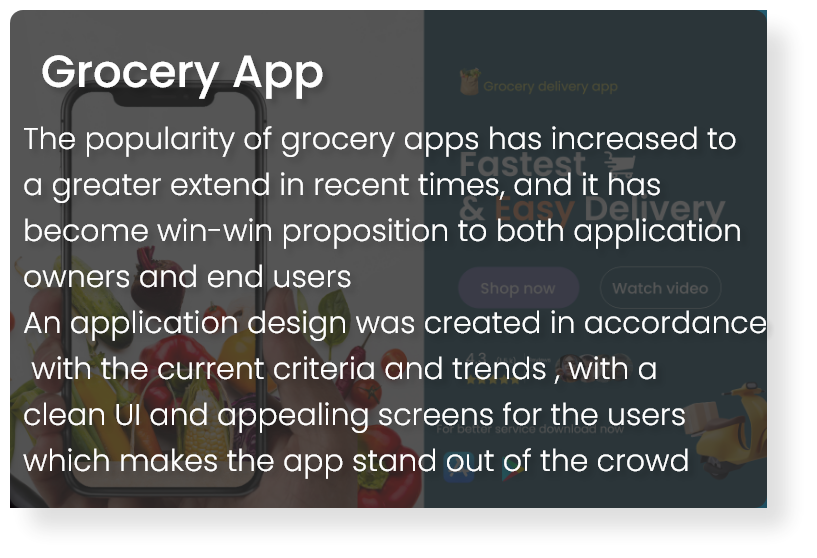 Grocery App
The popularity of grocery apps has increased to
a greater extend in recent times, and it has
become win-win proposition to both application
owners and end users
An application design was created in accordance
with the current criteria and trends , with a
clean UI and appealing screens for the users
which makes the app stand out of the crowd
Grocery delivery app
Fastest
& Easy Delivery
Shop now
Watch video
4.3
For better service download now